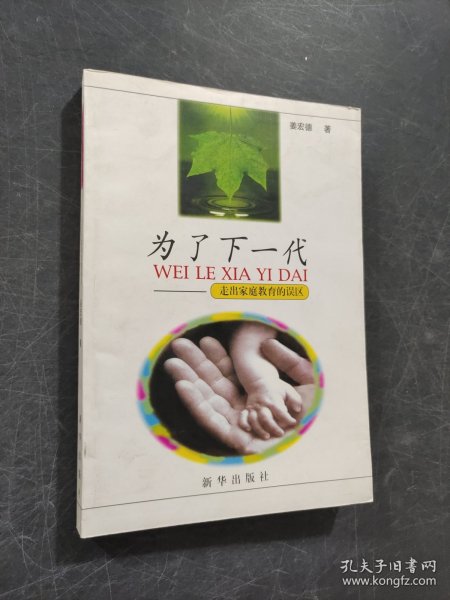 姜宏德 著
为了下一代
WEI LE XIA YI DAI
走出家庭教育的误区
新华出版社
孔夫子旧书网
www.kongfz.com